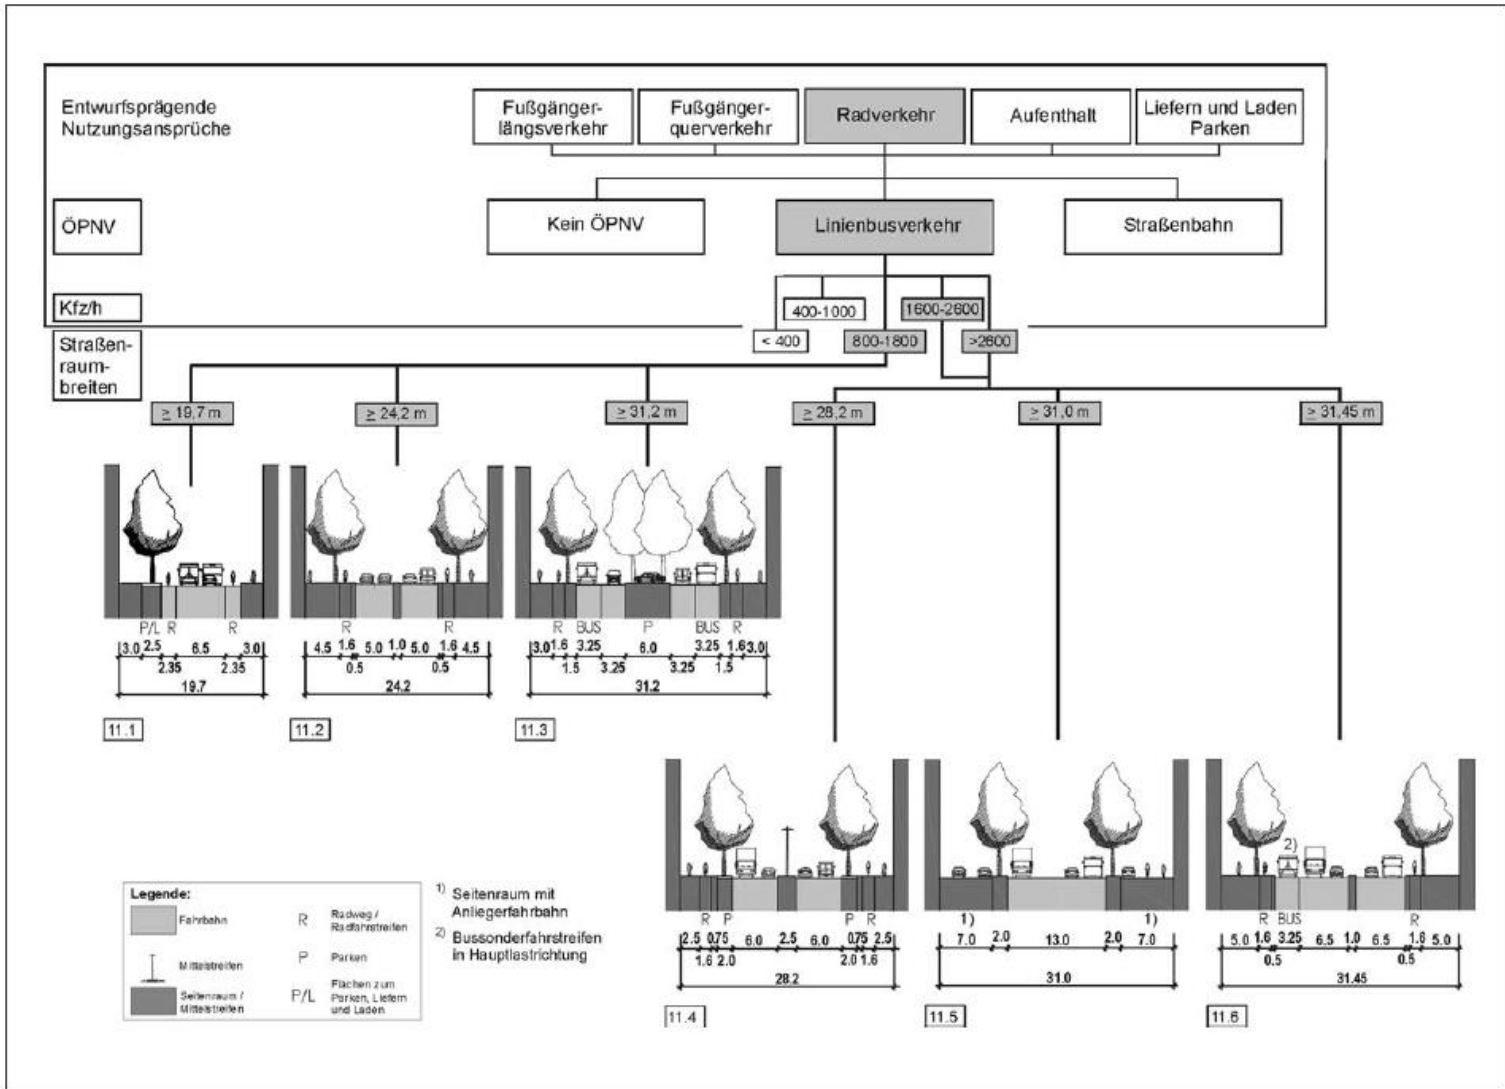 Entwurfsprägende
Nutzungsansprüche
Fußgänger-
längsverkehr
Fußgänger-
querverkehr
Radverkehr
Aufenthalt
Liefern und Laden
Parken
ÖPNV
Kein ÖPNV
Linienbusverkehr
Straßenbahn
Kfz/h
400-1000
1600-2600
< 400
800-1800
>2600
Straßen-
raum-
breiten
≥ 19,7 m
≥ 24,2 m
≥ 31,2 m
≥ 28,2 m
≥ 31,0 m
≥ 31,45 m
P/L R R
3.0 2.5 6.5 3.0
2.35 2.35
19.7
11.1
R R
4.5 1.6 5.0 1.0 5.0 1.6 4.5
0.5 0.5
24.2
11.2
R BUS P BUS R
3.0 1.6 3.25 6.0 3.25 1.6 3.0
1.5 3.25 3.25 1.5
31.2
11.3
R P P R
2.5 0.75 6.0 2.5 6.0 0.75 2.5
1.6 2.0 2.0 1.6
28.2
11.4
1) 1)
7.0 2.0 13.0 2.0 7.0
31.0
11.5
2)
R BUS R
5.0 1.6 3.25 6.5 1.0 6.5 1.6 5.0
0.5 0.5
31.45
11.6
Legende:
Fahrbahn
Mittelstreifen
Seitenraum /
Mittelstreifen
R Radweg /
Radfahrstreifen
P Parken
P/L Flächen zum
Parken, Liefern
und Laden
1) Seitenraum mit
Anliegerfahrbahn
2) Bussonderfahrstreifen
in Hauptlastrichtung